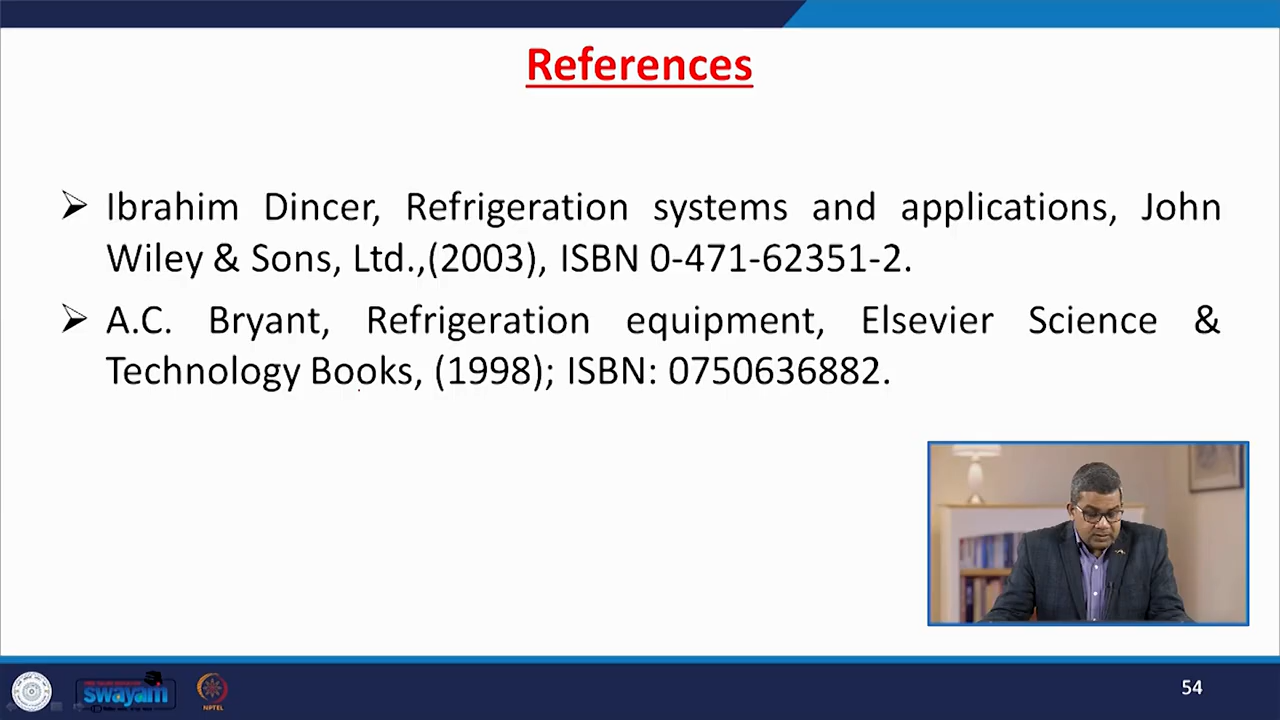 References
Ibrahim Dincer, Refrigeration systems and applications, John
Wiley & Sons, Ltd.,(2003), ISBN 0-471-62351-2.
A.C. Bryant, Refrigeration equipment, Elsevier Science &
Technology Books, (1998); ISBN: 0750636882.
swayam
NPTEL
54